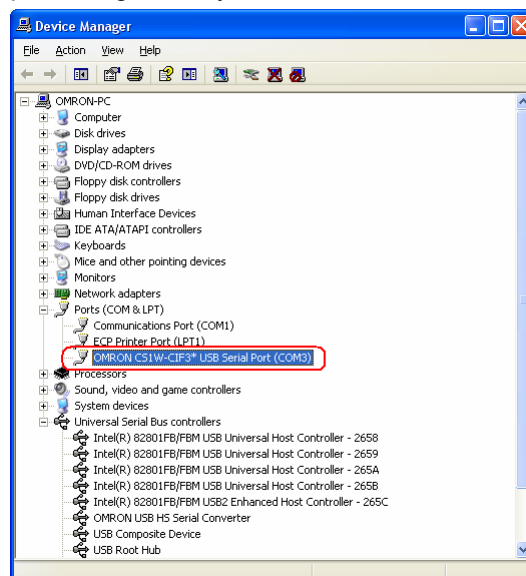 Device Manager
File Action View Help
OMRON-PC
Computer
Disk drives
Display adapters
DVD/CD-ROM drives
Floppy disk controllers
Floppy disk drives
Human Interface Devices
IDE ATA/ATAPI controllers
Keyboards
Mice and other pointing devices
Monitors
Network adapters
Ports (COM & LPT)
Communications Port (COM1)
ECP Printer Port (LPT1)
OMRON CS1W-CIF3* USB Serial Port (COM3)
Processors
Sound, video and game controllers
System devices
Universal Serial Bus controllers
Intel(R) 82801FB/FBM USB Universal Host Controller - 2658
Intel(R) 82801FB/FBM USB Universal Host Controller - 2659
Intel(R) 82801FB/FBM USB Universal Host Controller - 265A
Intel(R) 82801FB/FBM USB Universal Host Controller - 265B
Intel(R) 82801FB/FBM USB2 Enhanced Host Controller - 265C
OMRON USB HS Serial Converter
USB Composite Device
USB Root Hub